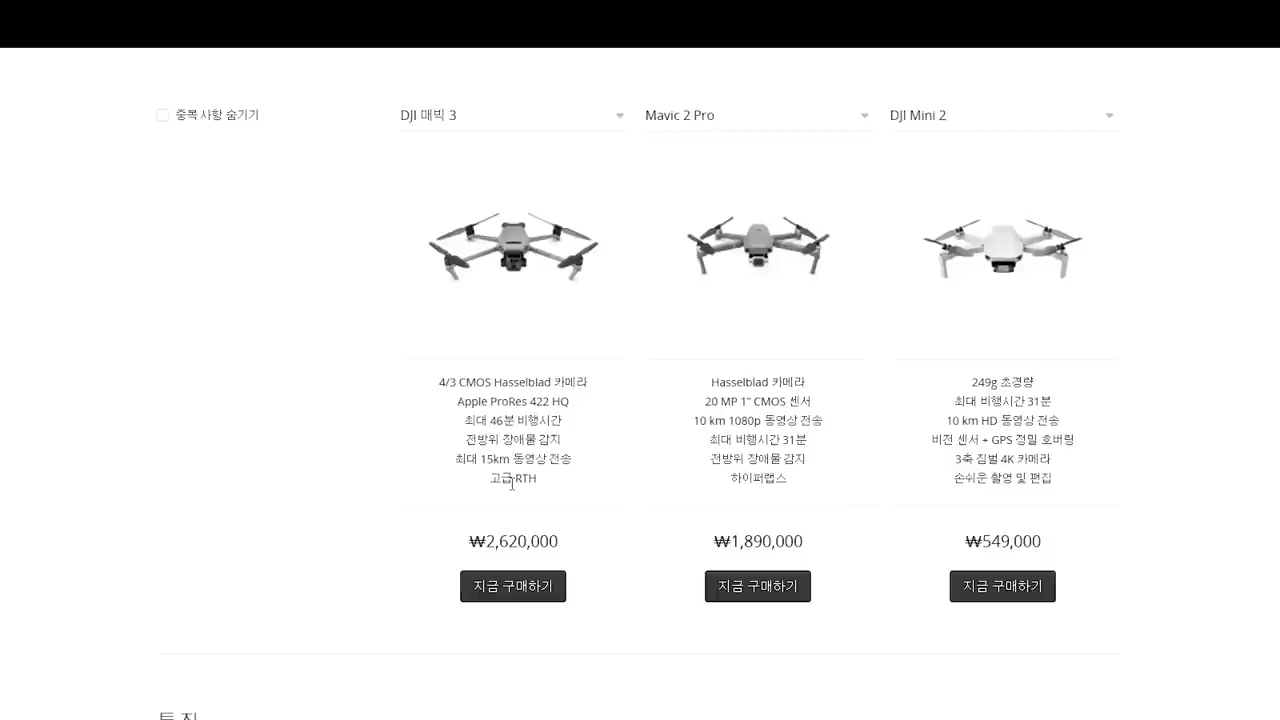 중복 사항 숨기기
DJI 매빅 3
Mavic 2 Pro
DJI Mini 2
4/3 CMOS Hasselblad 카메라
Apple ProRes 422 HQ
최대 46분 비행시간
전방위 장애물 감지
최대 15km 동영상 전송
고급 RTH
Hasselblad 카메라
20 MP 1” CMOS 센서
10 km 1080p 동영상 전송
최대 비행시간 31분
전방위 장애물 감지
하이퍼랩스
249g 초경량
최대 비행시간 31분
10 km HD 동영상 전송
비전 센서 + GPS 정밀 호버링
3축 짐벌 4K 카메라
손쉬운 촬영 및 편집
₩2,620,000
₩1,890,000
₩549,000
지금 구매하기
지금 구매하기
지금 구매하기